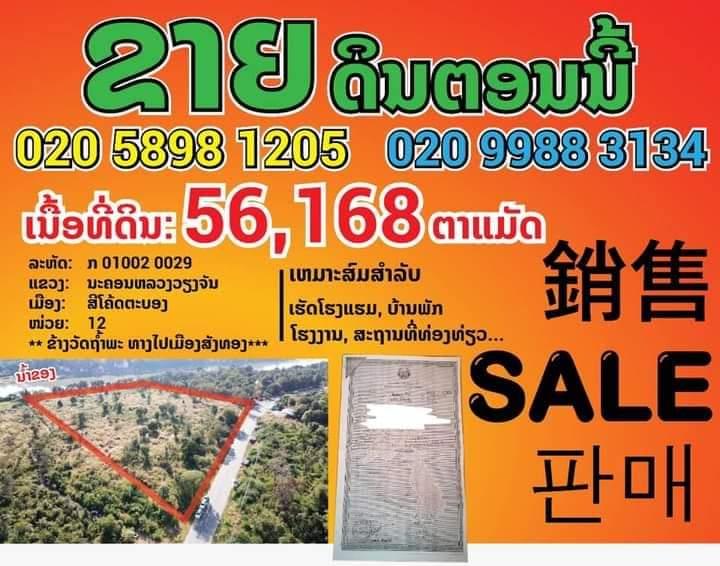 ຂາຍ ດິນຕອນນີ້
020 5898 1205 020 9988 3134
ເນື້ອທີ່ດິນ: 56,168 ຕາແມັດ
ລະຫັດ: ກ 01002 0029
ແຂວງ: ນະຄອນຫລວງວຽງຈັນ
ເມືອງ: ສີໂຄ້ດຕະບອງ
ໜ່ວຍ: 12
** ຂ້າງວັດຖ້ຳພະ ທາງໄປເມືອງສັງທອງ***
ເຫມາະສົມສຳລັບ
ເຮັດໂຮງແຮມ, ບ້ານພັກ
ໂຮງງານ, ສະຖານທີ່ທ່ອງທ່ຽວ...
銷售
SALE
판매
ນ້ຳຂອງ